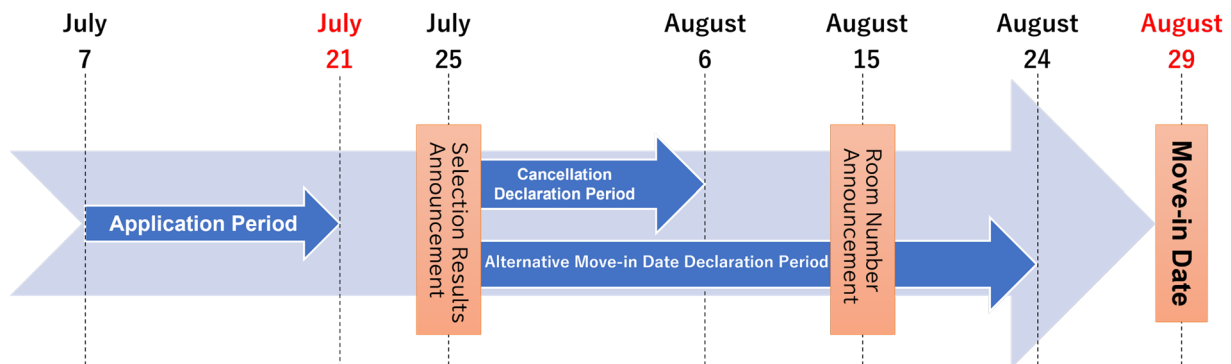 July
7
July
21
July
25
August
6
August
15
August
24
August
29
Application Period
Selection Results
Announcement
Cancellation
Declaration Period
Alternative Move-in Date Declaration Period
Room Number
Announcement
Move-in Date